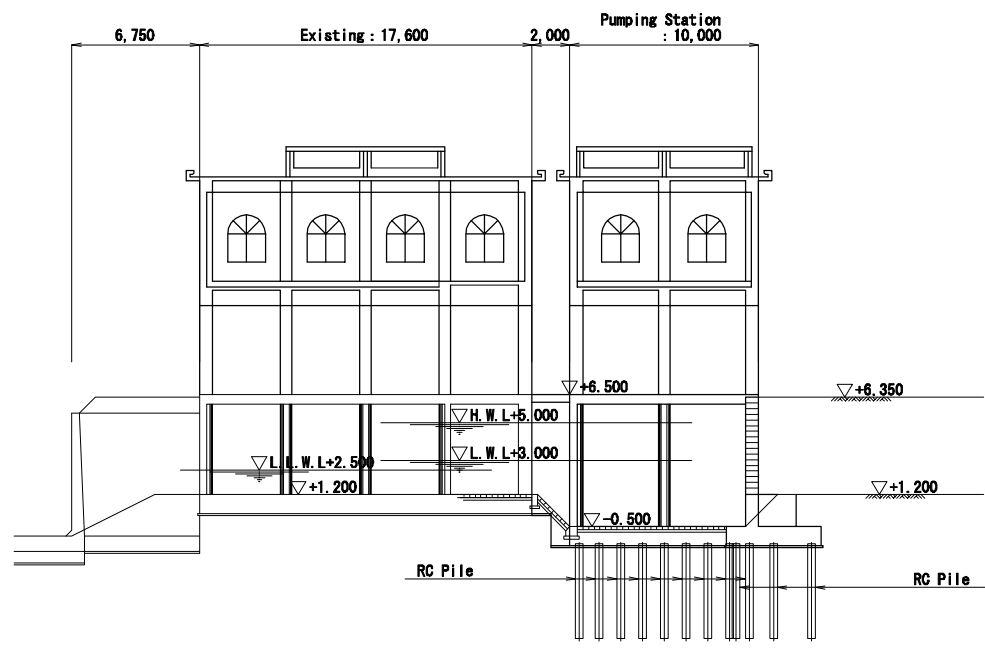 Pumping Station
6,750
Existing : 17,600
2,000
: 10,000
+6.500
+6.350
H.W.L+5.000
L.W.L+3.000
L.L.W.L+2.500
+1.200
+1.200
-0.500
RC Pile
RC Pile